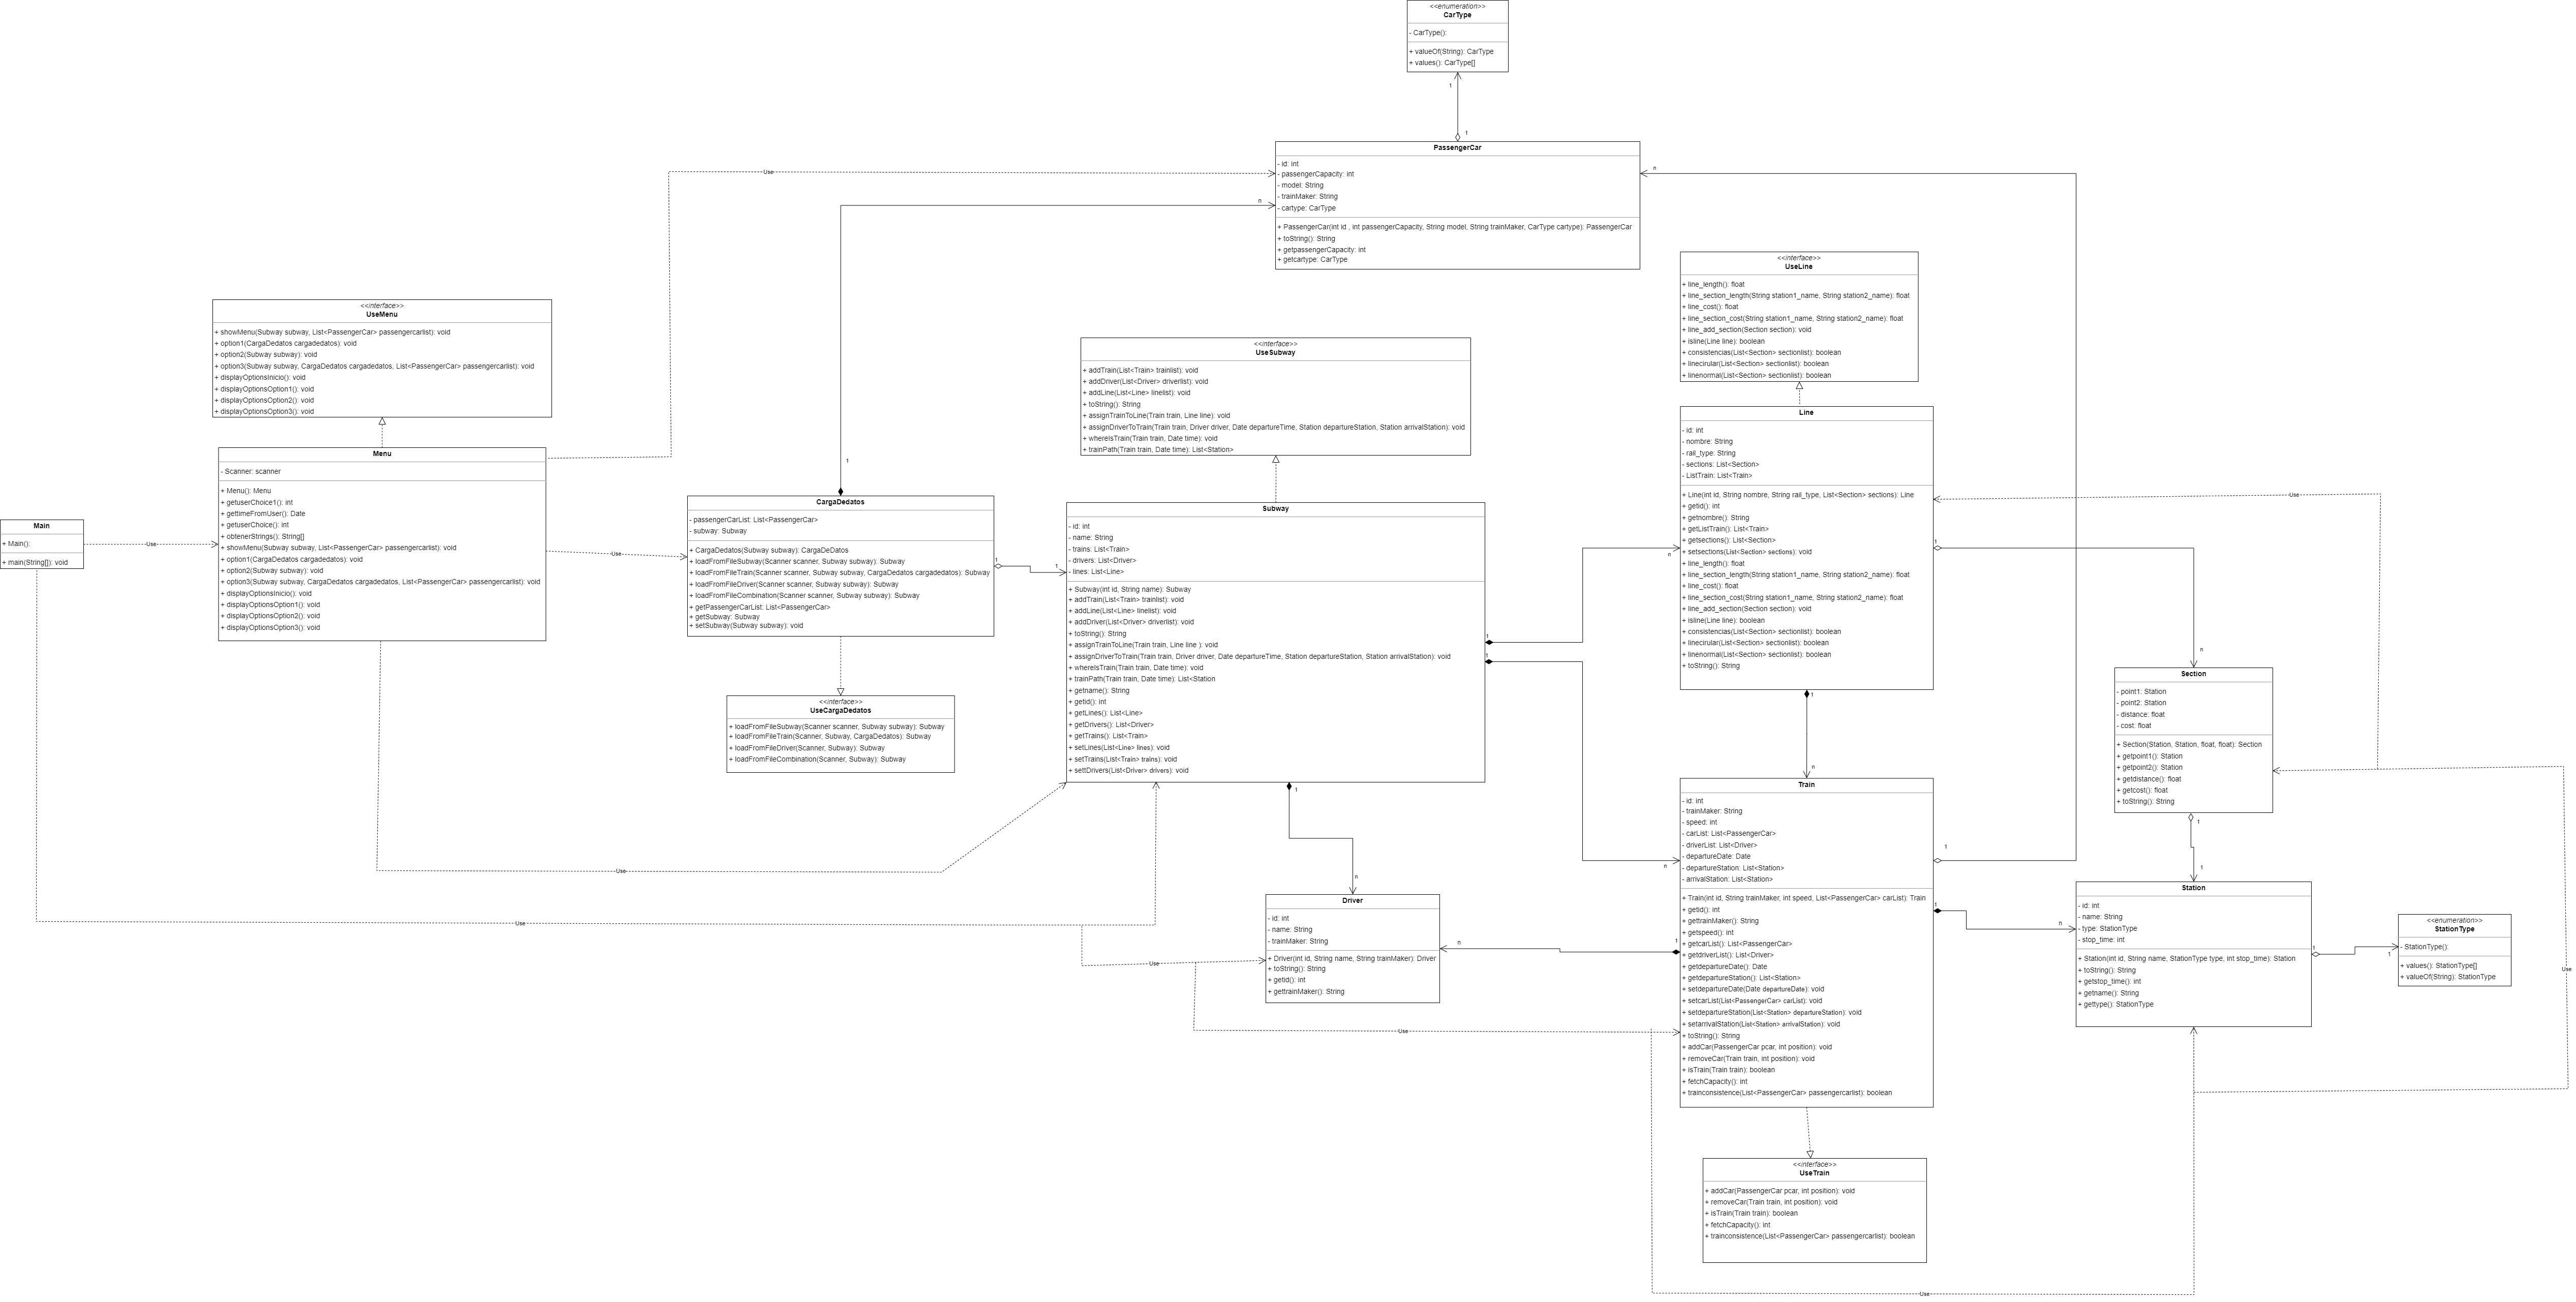 <<enumeration>>
CarType
- CarType():
+ valueOf(String): CarType
+ values(): CarType[]
1
1
PassengerCar
- id: int
- passengerCapacity: int
- model: String
- trainMaker: String
- cartype: CarType
+ PassengerCar(int id , int passengerCapacity, String model, String trainMaker, CarType cartype): PassengerCar
+ toString(): String
+ getpassengerCapacity: int
+ getcartype: CarType
n
Use
n
<<interface>>
UseLine
+ line_length(): float
+ line_section_length(String station1_name, String station2_name): float
+ line_cost(): float
+ line_section_cost(String station1_name, String station2_name): float
+ line_add_section(Section section): void
+ isline(Line line): boolean
+ consistencias(List<Section> sectionlist): boolean
+ linecirular(List<Section> sectionlist): boolean
+ linenormal(List<Section> sectionlist): boolean
<<interface>>
UseMenu
+ showMenu(Subway subway, List<PassengerCar> passengercarlist): void
+ option1(CargaDedatos cargadedatos): void
+ option2(Subway subway): void
+ option3(Subway subway, CargaDedatos cargadedatos, List<PassengerCar> passengercarlist): void
+ displayOptionsInicio(): void
+ displayOptionsOption1(): void
+ displayOptionsOption2(): void
+ displayOptionsOption3(): void
<<interface>>
UseSubway
+ addTrain(List<Train> trainlist): void
+ addDriver(List<Driver> driverlist): void
+ addLine(List<Line> linelist): void
+ toString(): String
+ assignTrainToLine(Train train, Line line): void
+ assignDriverToTrain(Train train, Driver driver, Date departureTime, Station departureStation, Station arrivalStation): void
+ whereIsTrain(Train train, Date time): void
+ trainPath(Train train, Date time): List<Station>
Main
+ Main():
+ main(String[]): void
Use
Menu
- Scanner: scanner
+ Menu(): Menu
+ getuserChoice1(): int
+ gettimeFromUser(): Date
+ getuserChoice(): int
+ obtenerStrings(): String[]
+ showMenu(Subway subway, List<PassengerCar> passengercarlist): void
+ option1(CargaDedatos cargadedatos): void
+ option2(Subway subway): void
+ option3(Subway subway, CargaDedatos cargadedatos, List<PassengerCar> passengercarlist): void
+ displayOptionsInicio(): void
+ displayOptionsOption1(): void
+ displayOptionsOption2(): void
+ displayOptionsOption3(): void
Use
1
CargaDedatos
- passengerCarList: List<PassengerCar>
- subway: Subway
+ CargaDedatos(Subway subway): CargaDeDatos
+ loadFromFileSubway(Scanner scanner, Subway subway): Subway
+ loadFromFileTrain(Scanner scanner, Subway subway, CargaDedatos cargadedatos): Subway
+ loadFromFileDriver(Scanner scanner, Subway subway): Subway
+ loadFromFileCombination(Scanner scanner, Subway subway): Subway
+ getPassengerCarList: List<PassengerCar>
+ getSubway: Subway
+ setSubway(Subway subway): void
1
1
<<interface>>
UseCargaDedatos
+ loadFromFileSubway(Scanner scanner, Subway subway): Subway
+ loadFromFileTrain(Scanner, Subway, CargaDedatos): Subway
+ loadFromFileDriver(Scanner, Subway): Subway
+ loadFromFileCombination(Scanner, Subway): Subway
Subway
- id: int
- name: String
- trains: List<Train>
- drivers: List<Driver>
- lines: List<Line>
+ Subway(int id, String name): Subway
+ addTrain(List<Train> trainlist): void
+ addLine(List<Line> linelist): void
+ addDriver(List<Driver> driverlist): void
+ toString(): String
+ assignTrainToLine(Train train, Line line ): void
+ assignDriverToTrain(Train train, Driver driver, Date departureTime, Station departureStation, Station arrivalStation): void
+ whereIsTrain(Train train, Date time): void
+ trainPath(Train train, Date time): List<Station
+ getname(): String
+ getid(): int
+ getLines(): List<Line>
+ getDrivers(): List<Driver>
+ getTrains(): List<Train>
+ setLines(List<Line> lines): void
+ setTrains(List<Train> trains): void
+ settDrivers(List<Driver> drivers): void
1
1
1
n
n
n
Line
- id: int
- nombre: String
- rail_type: String
- sections: List<Section>
- ListTrain: List<Train>
+ Line(int id, String nombre, String rail_type, List<Section> sections): Line
+ getid(): int
+ getnombre(): String
+ getListTrain(): List<Train>
+ getsections(): List<Section>
+ setsections(List<Section> sections): void
+ line_length(): float
+ line_section_length(String station1_name, String station2_name): float
+ line_cost(): float
+ line_section_cost(String station1_name, String station2_name): float
+ line_add_section(Section section): void
+ isline(Line line): boolean
+ consistencias(List<Section> sectionlist): boolean
+ linecirular(List<Section> sectionlist): boolean
+ linenormal(List<Section> sectionlist): boolean
+ toString(): String
Use
1
n
1
n
Section
- point1: Station
- point2: Station
- distance: float
- cost: float
+ Section(Station, Station, float, float): Section
+ getpoint1(): Station
+ getpoint2(): Station
+ getdistance(): float
+ getcost(): float
+ toString(): String
1
1
Train
- id: int
- trainMaker: String
- speed: int
- carList: List<PassengerCar>
- driverList: List<Driver>
- departureDate: Date
- departureStation: List<Station>
- arrivalStation: List<Station>
+ Train(int id, String trainMaker, int speed, List<PassengerCar> carList): Train
+ getid(): int
+ gettrainMaker(): String
+ getspeed(): int
+ getcarList(): List<PassengerCar>
+ getdriverList(): List<Driver>
+ getdepartureDate(): Date
+ getdepartureStation(): List<Station>
+ setdepartureDate(Date departureDate): void
+ setcarList(List<PassengerCar> carList): void
+ setdepartureStation(List<Station> departureStation): void
+ setarrivalStation(List<Station> arrivalStation): void
+ toString(): String
+ addCar(PassengerCar pcar, int position): void
+ removeCar(Train train, int position): void
+ isTrain(Train train): boolean
+ fetchCapacity(): int
+ trainconsistence(List<PassengerCar> passengercarlist): boolean
1
1
n
1
n
Driver
- id: int
- name: String
- trainMaker: String
+ Driver(int id, String name, String trainMaker): Driver
+ toString(): String
+ getid(): int
+ gettrainMaker(): String
Station
- id: int
- name: String
- type: StationType
- stop_time: int
+ Station(int id, String name, StationType type, int stop_time): Station
+ toString(): String
+ getstop_time(): int
+ getname(): String
+ gettype(): StationType
1
1
<<enumeration>>
StationType
- StationType():
+ values(): StationType[]
+ valueOf(String): StationType
Use
Use
Use
Use
Use
<<interface>>
UseTrain
+ addCar(PassengerCar pcar, int position): void
+ removeCar(Train train, int position): void
+ isTrain(Train train): boolean
+ fetchCapacity(): int
+ trainconsistence(List<PassengerCar> passengercarlist): boolean
Use